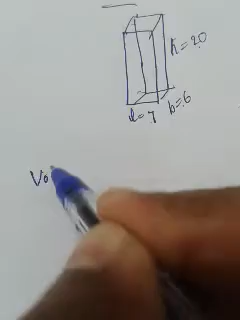 h = 20
b = 6
l = 7
Vo